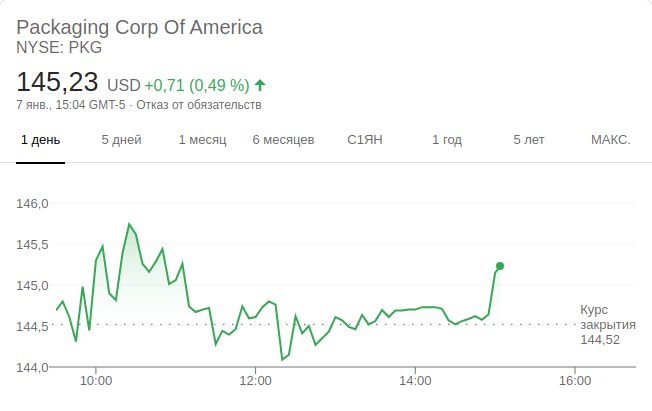 Packaging Corp Of America
NYSE: PKG
145,23 USD +0,71 (0,49 %) ↑
7 янв., 15:04 GMT-5 · Отказ от обязательств
1 день 5 дней 1 месяц 6 месяцев С1ЯН 1 год 5 лет МАКС.
146,0
145,5
145,0
144,5
144,0
Курс
закрытия
144,52
10:00 12:00 14:00 16:00